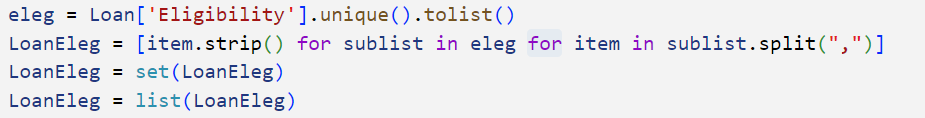 eleg = Loan['Eligibility'].unique().tolist()
LoanEleg = [item.strip() for sublist in eleg for item in sublist.split(",")]
LoanEleg = set(LoanEleg)
LoanEleg = list(LoanEleg)